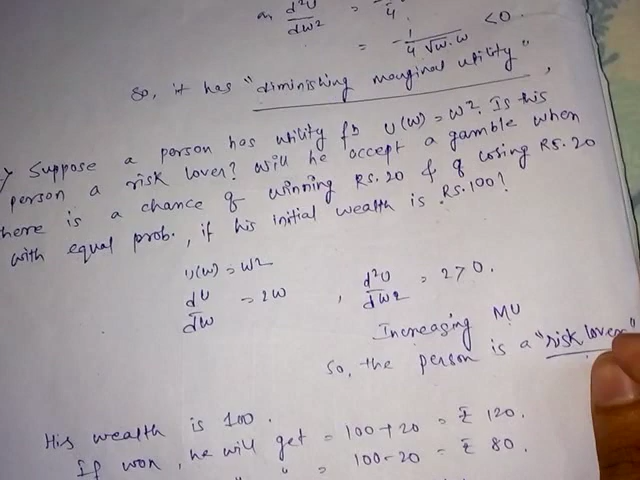 d²U
dw2 =
4
= - 1 / 4 √w.w < 0
So, it has "diminishing marginal utility",
Suppose a person has utility fn U(W) = W². Is this
person a risk lover? Will he accept a gamble when
here is a chance of winning Rs.20 & of losing Rs.20
with equal prob., if his initial wealth is Rs.100?
U(W) = W2
dU/dW = 2W , d²U/dW2 = 2>0.
Increasing MU
So, the person is a "risk lover"
His wealth is 100.
If won, he will get = 100+20 = ₹ 120.
" " = 100-20 = ₹ 80.